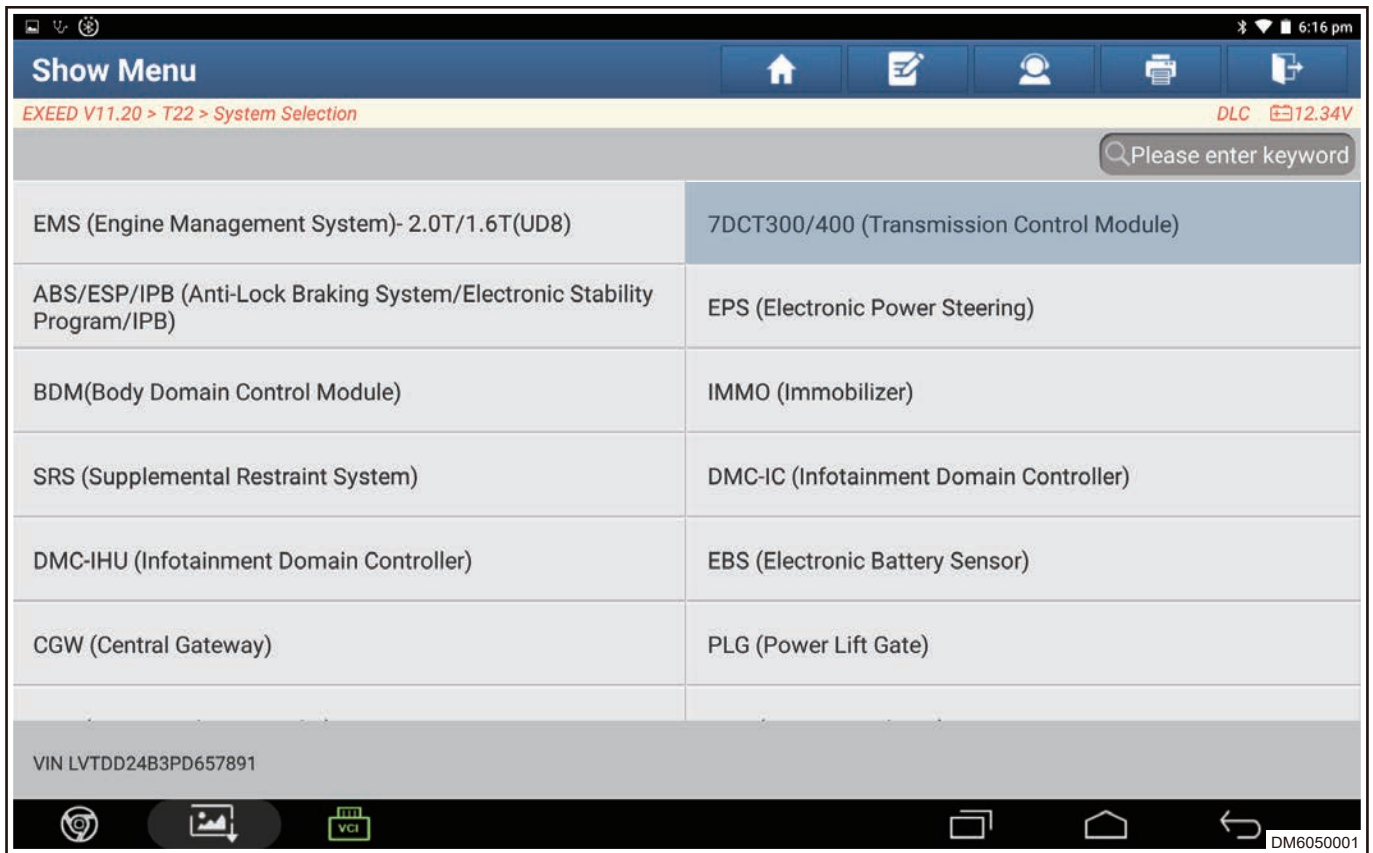 6:16 pm
Show Menu
EXEED V11.20 > T22 > System Selection
DLC 12.34V
Please enter keyword
EMS (Engine Management System)- 2.0T/1.6T(UD8)
7DCT300/400 (Transmission Control Module)
ABS/ESP/IPB (Anti-Lock Braking System/Electronic Stability
Program/IPB)
EPS (Electronic Power Steering)
BDM(Body Domain Control Module)
IMMO (Immobilizer)
SRS (Supplemental Restraint System)
DMC-IC (Infotainment Domain Controller)
DMC-IHU (Infotainment Domain Controller)
EBS (Electronic Battery Sensor)
CGW (Central Gateway)
PLG (Power Lift Gate)
VIN LVTDD24B3PD657891
VCI
DM6050001